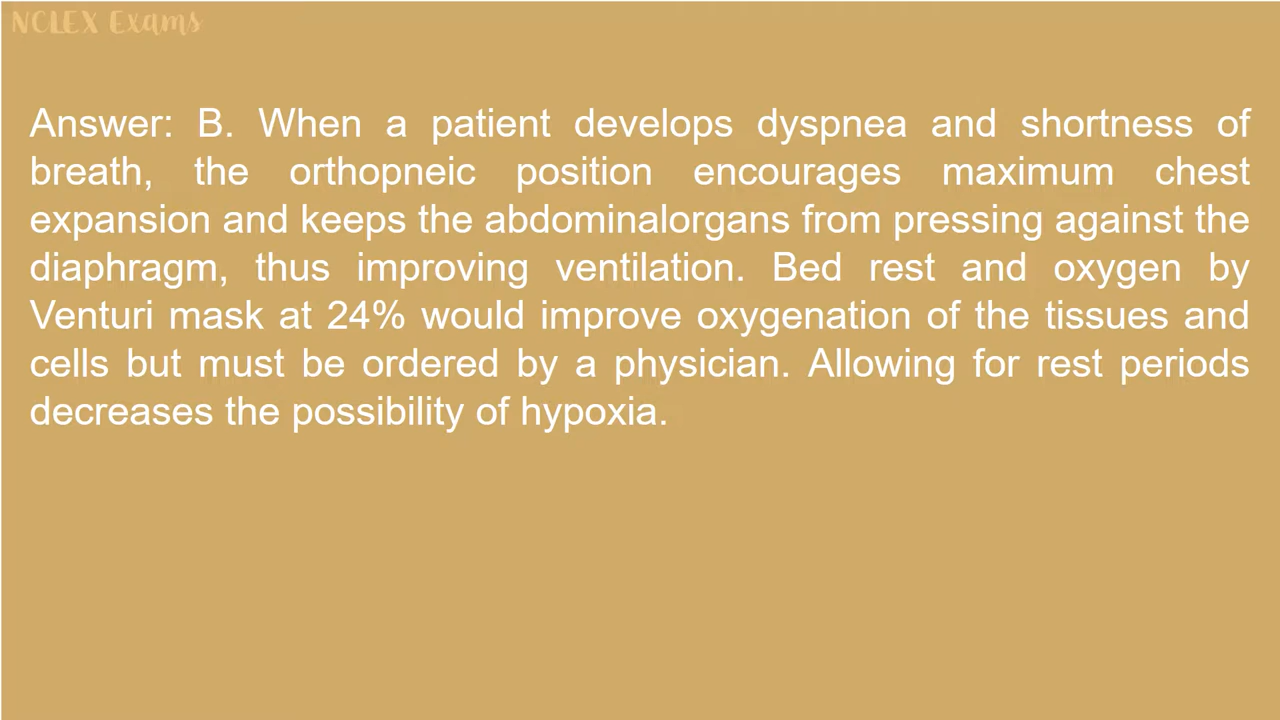 NCLEX Exams
Answer: B. When a patient develops dyspnea and shortness of
breath, the orthopneic position encourages maximum chest
expansion and keeps the abdominalorgans from pressing against the
diaphragm, thus improving ventilation. Bed rest and oxygen by
Venturi mask at 24% would improve oxygenation of the tissues and
cells but must be ordered by a physician. Allowing for rest periods
decreases the possibility of hypoxia.